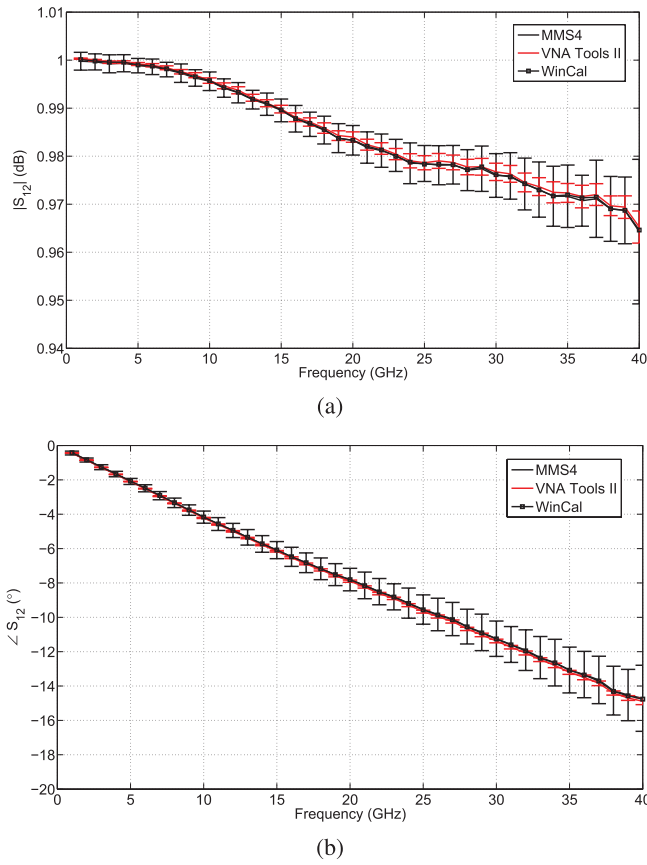 1.01
1
0.99
0.98
0.97
0.96
0.95
0.94
|S12| (dB)
MMS4
VNA Tools II
WinCal
0 5 10 15 20 25 30 35 40
Frequency (GHz)
(a)
0
−2
−4
−6
−8
−10
−12
−14
−16
−18
−20
∠ S12 (°)
MMS4
VNA Tools II
WinCal
0 5 10 15 20 25 30 35 40
Frequency (GHz)
(b)